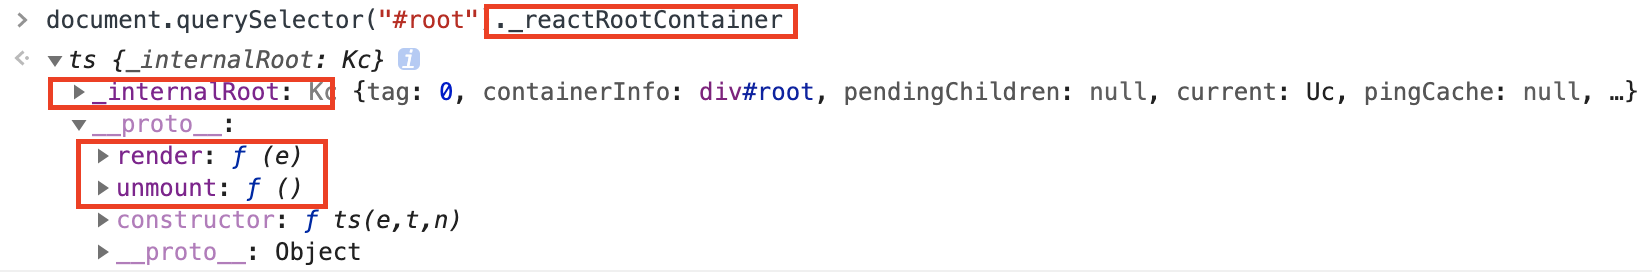 > document.querySelector("#root")._reactRootContainer
<· ▼ts {_internalRoot: Kc} i
▶_internalRoot: Kc {tag: 0, containerInfo: div#root, pendingChildren: null, current: Uc, pingCache: null, …}
▼__proto__:
▶render: ƒ (e)
▶unmount: ƒ ()
▶constructor: ƒ ts(e,t,n)
▶__proto__: Object